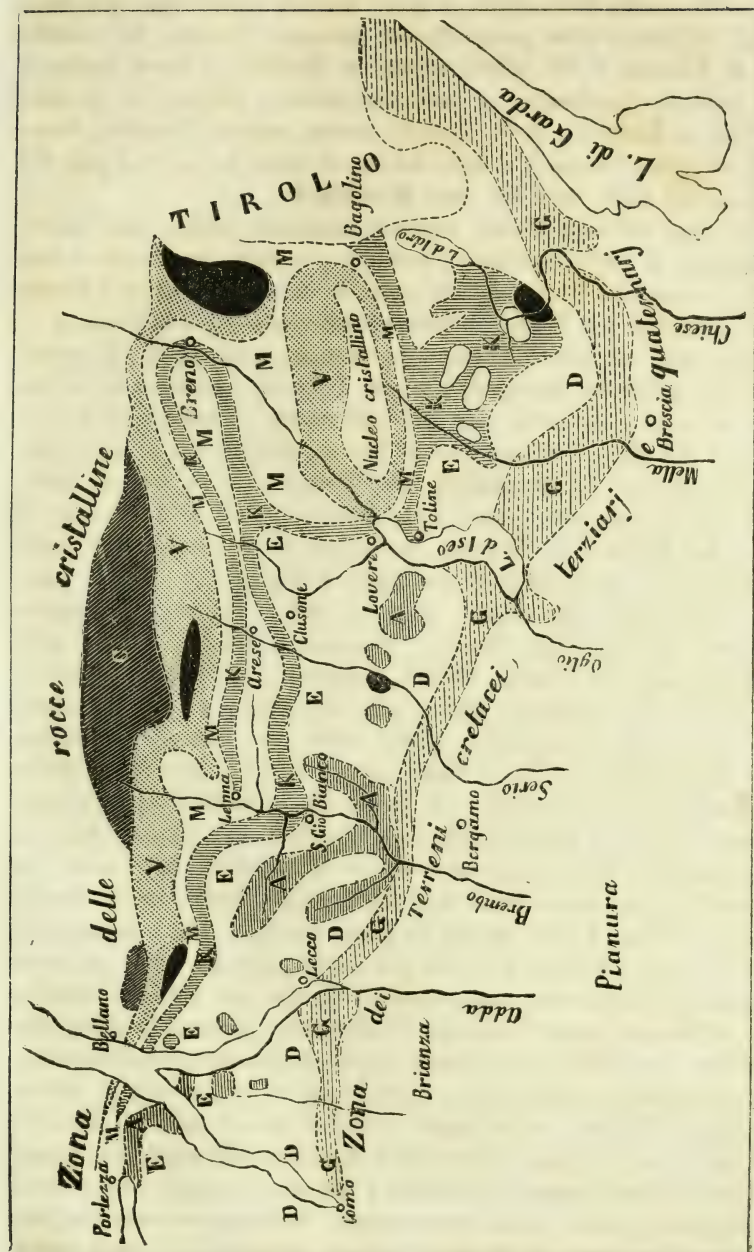 Zona delle rocce cristalline
TIROLO
Porlezza
Bellano
M
A
E
E
E
D
D
D
G
Como
G
Lecco
D
G
V
C
V
M
K
M
Lenna
M
E
A
S. Gio Bianco
A
K
Arese
K
Clusone
E
E
M
K
M
Breno
M
M
M
V
Nucleo cristallino
M
M
Bagolino
L. d Idro
K
K
K
E
Lovere
Toline
L. d Iseo
A
D
D
G
G
G
L. di Garda
Zona dei Terreni cretacei, terziarj e quaternarj
Brianza
Bergamo
Brescia
Adda
Brembo
Serio
Oglio
Mella
Chiese
Pianura